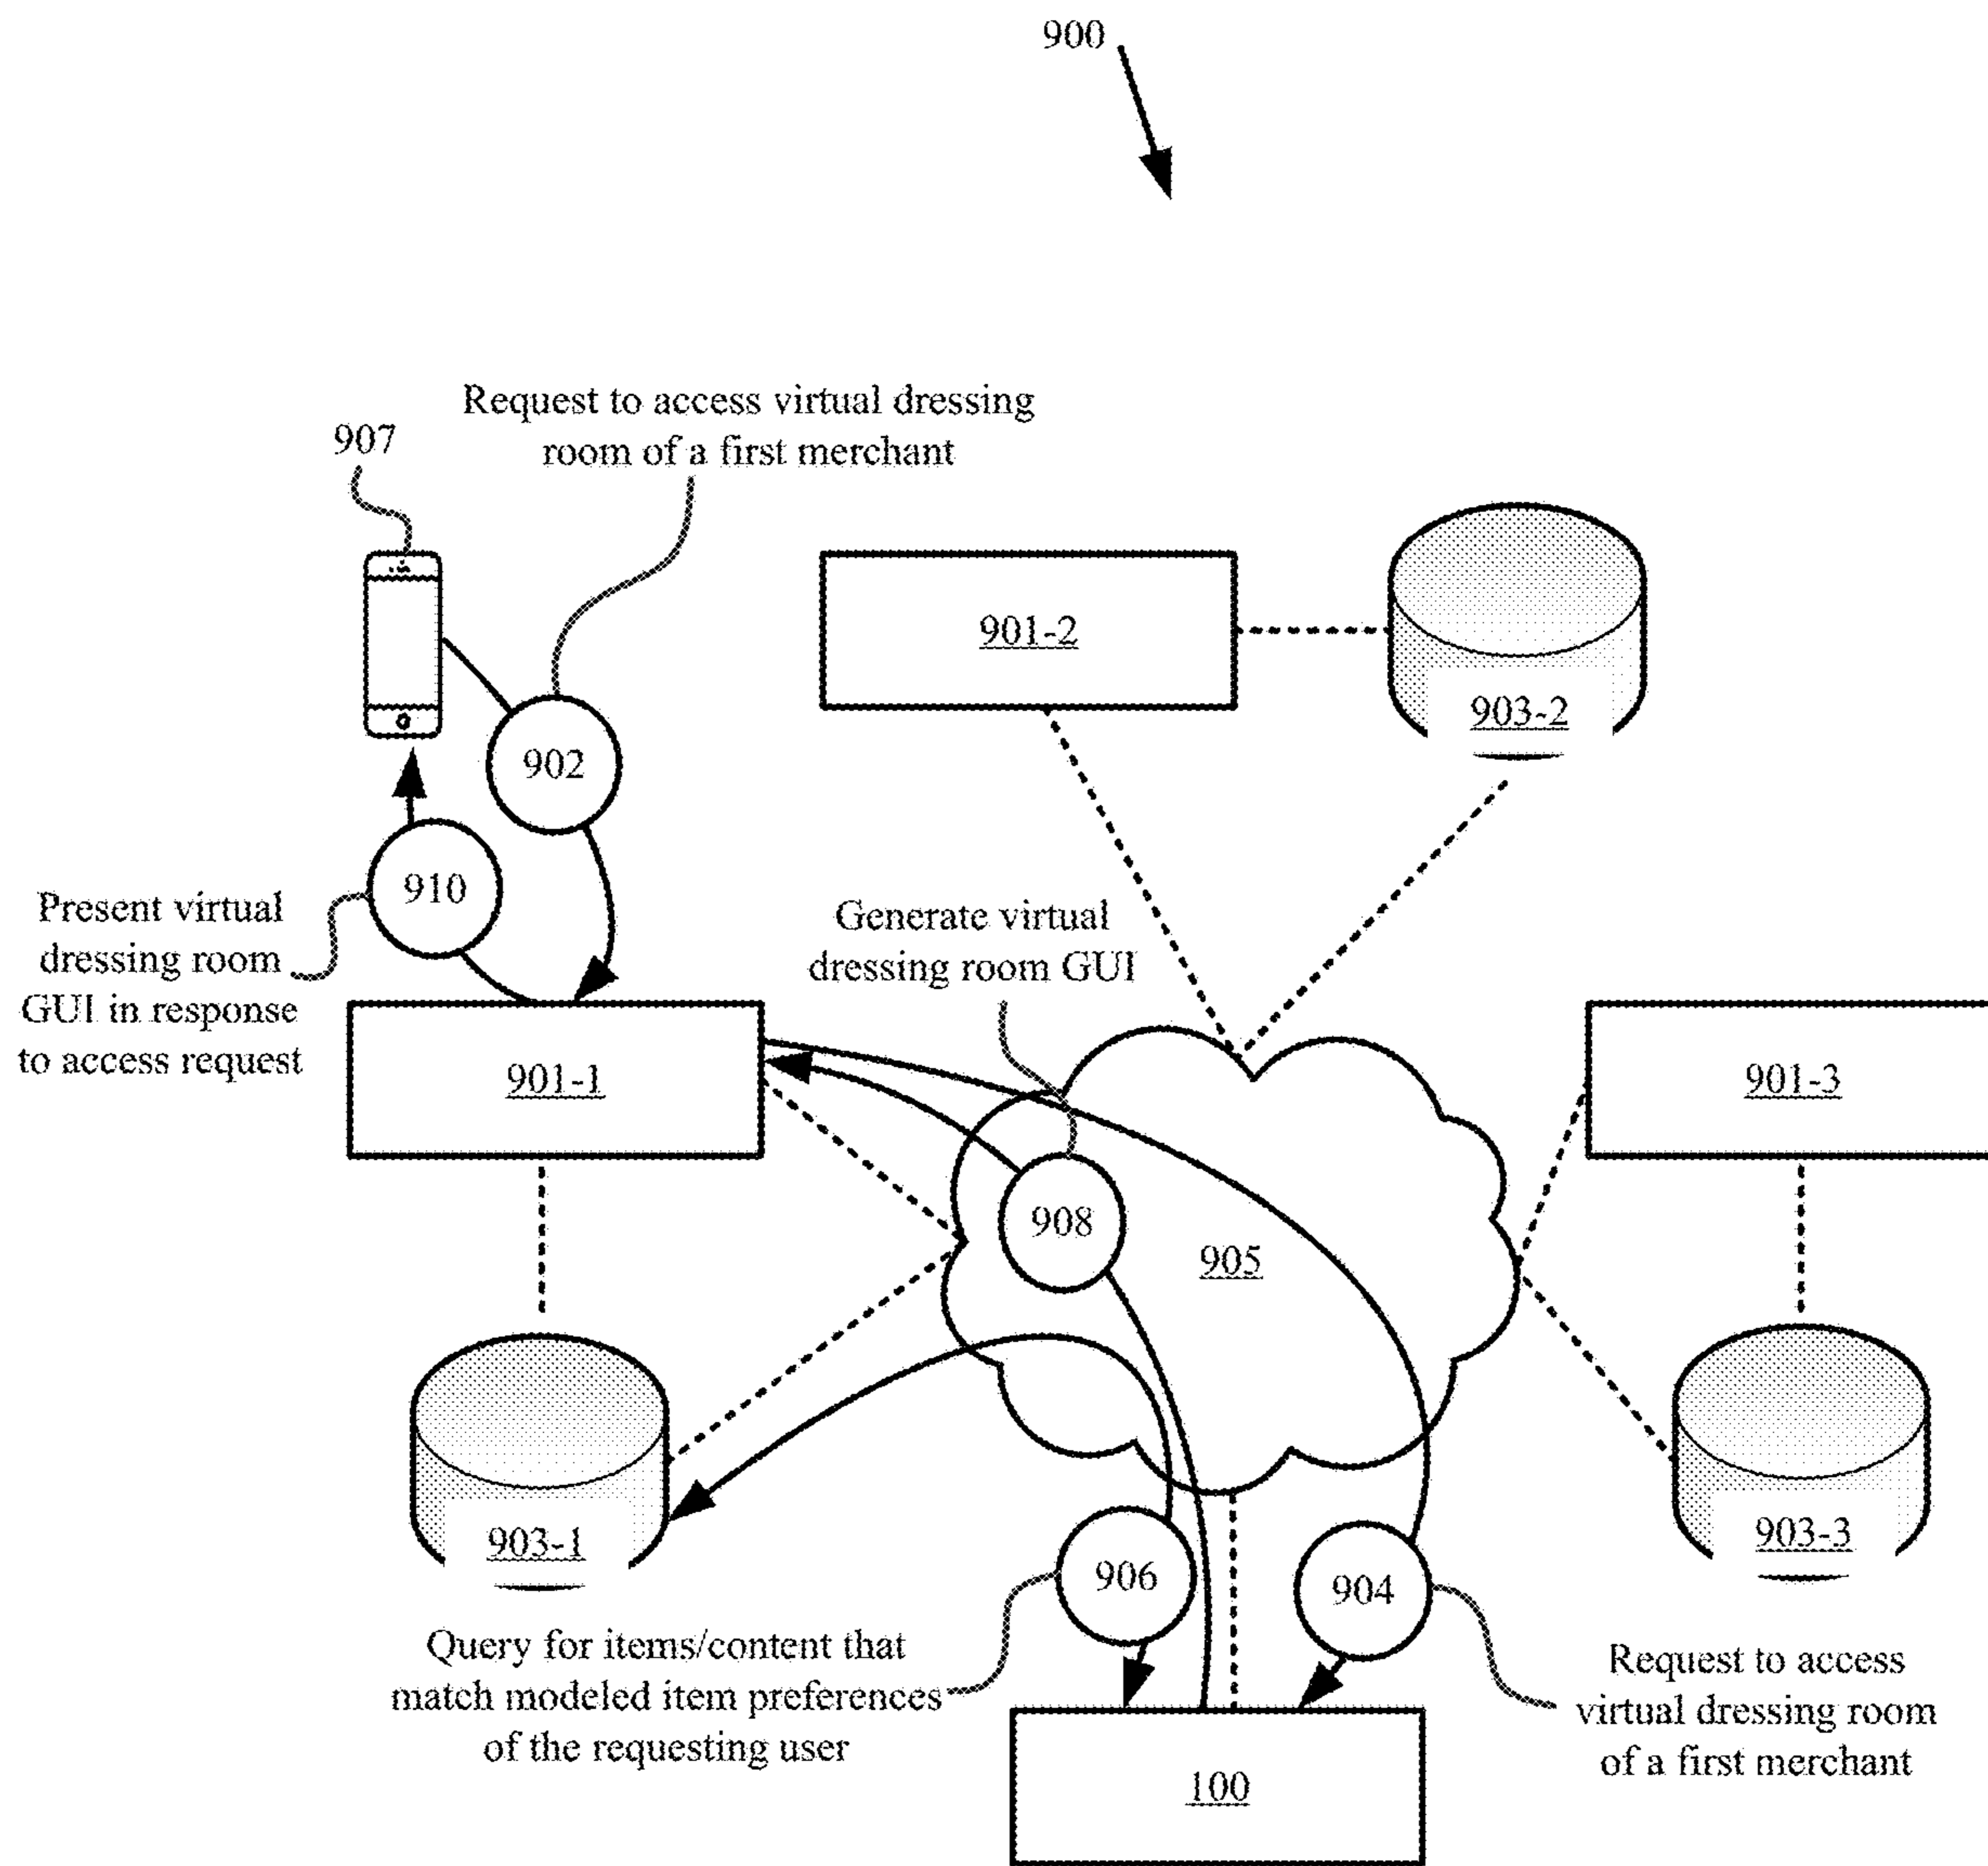 900
Request to access virtual dressing
room of a first merchant
907
901-2
903-2
902
910
Present virtual
dressing room
GUI in response
to access request
Generate virtual
dressing room GUI
901-1
901-3
908
905
903-1
903-3
906
904
Query for items/content that
match modeled item preferences
of the requesting user
Request to access
virtual dressing room
of a first merchant
100